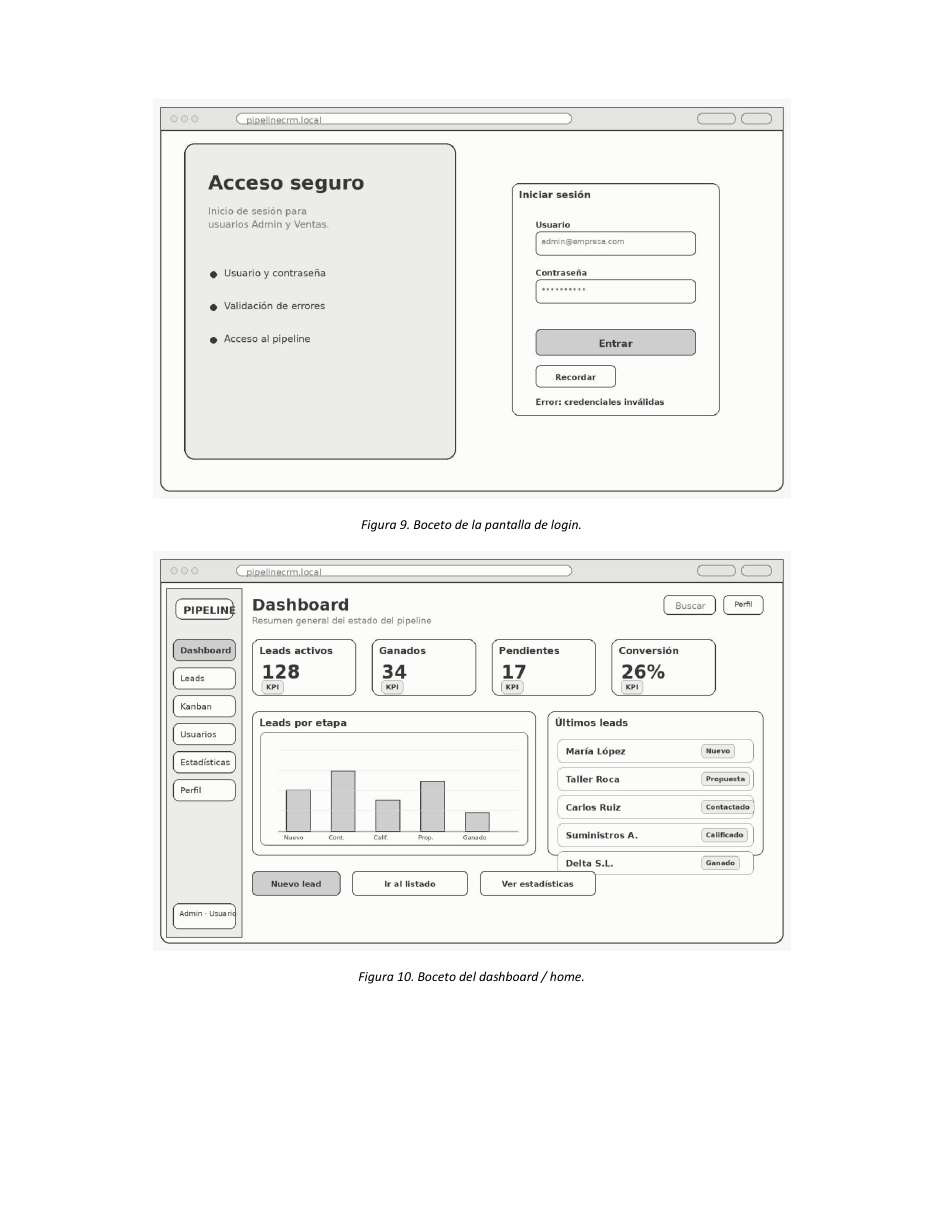 pipelinecrm.local
Acceso seguro
Inicio de sesión para
usuarios Admin y Ventas.
Usuario y contraseña
Validación de errores
Acceso al pipeline
Iniciar sesión
Usuario
admin@empresa.com
Contraseña
••••••••••
Entrar
Recordar
Error: credenciales inválidas
Figura 9. Boceto de la pantalla de login.
pipelinecrm.local
PIPELINE
Dashboard
Leads
Kanban
Usuarios
Estadísticas
Perfil
Admin · Usuario
Dashboard
Resumen general del estado del pipeline
Buscar
Perfil
Leads activos
128
KPI
Ganados
34
KPI
Pendientes
17
KPI
Conversión
26%
KPI
Leads por etapa
Nuevo Cont. Calif. Prop. Ganado
Últimos leads
María López Nuevo
Taller Roca Propuesta
Carlos Ruiz Contactado
Suministros A. Calificado
Delta S.L. Ganado
Nuevo lead
Ir al listado
Ver estadísticas
Figura 10. Boceto del dashboard / home.